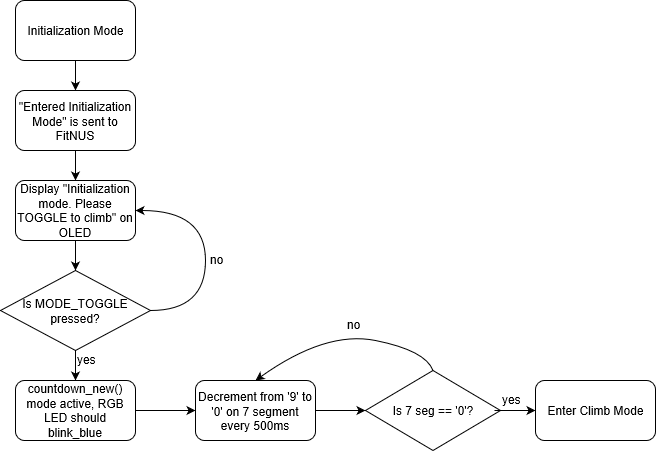 Initialization Mode
"Entered Initialization
Mode" is sent to
FitNUS
Display "Initialization
mode. Please
TOGGLE to climb" on
OLED
no
Is MODE_TOGGLE
pressed?
yes
countdown_new()
mode active, RGB
LED should
blink_blue
Decrement from '9' to
'0' on 7 segment
every 500ms
no
Is 7 seg == '0'?
yes
Enter Climb Mode